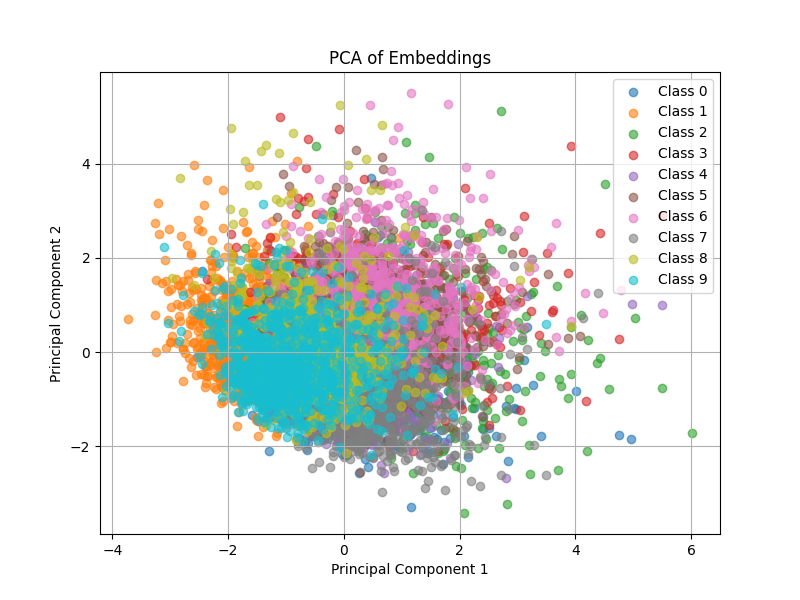 PCA of Embeddings
Class 0
Class 1
Class 2
Class 3
Class 4
Class 5
Class 6
Class 7
Class 8
Class 9
Principal Component 2
4
2
0
−2
−4
−2
0
2
4
6
Principal Component 1